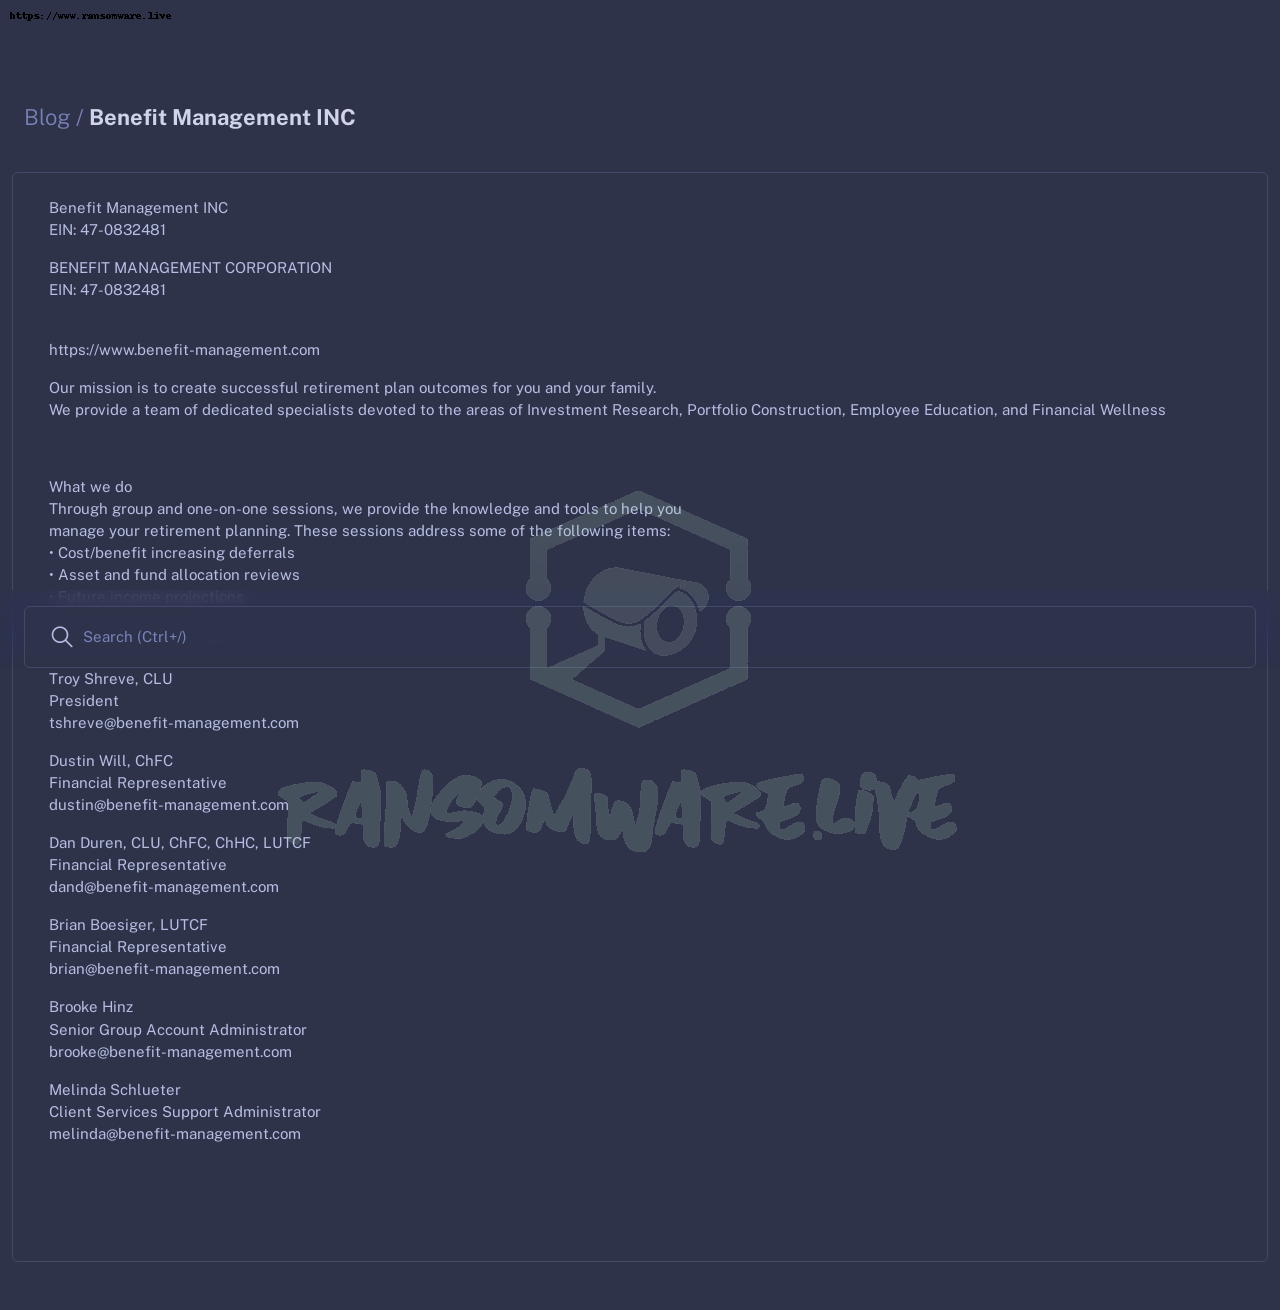 https://www.ransomware.live
Blog / Benefit Management INC
Benefit Management INC
EIN: 47-0832481
BENEFIT MANAGEMENT CORPORATION
EIN: 47-0832481
https://www.benefit-management.com
Our mission is to create successful retirement plan outcomes for you and your family.
We provide a team of dedicated specialists devoted to the areas of Investment Research, Portfolio Construction, Employee Education, and Financial Wellness
What we do
Through group and one-on-one sessions, we provide the knowledge and tools to help you
manage your retirement planning. These sessions address some of the following items:
• Cost/benefit increasing deferrals
• Asset and fund allocation reviews
• Future income projections
Search (Ctrl+/)
Troy Shreve, CLU
President
tshreve@benefit-management.com
Dustin Will, ChFC
Financial Representative
dustin@benefit-management.com
RANSOMWARE.LIVE
Dan Duren, CLU, ChFC, ChHC, LUTCF
Financial Representative
dand@benefit-management.com
Brian Boesiger, LUTCF
Financial Representative
brian@benefit-management.com
Brooke Hinz
Senior Group Account Administrator
brooke@benefit-management.com
Melinda Schlueter
Client Services Support Administrator
melinda@benefit-management.com